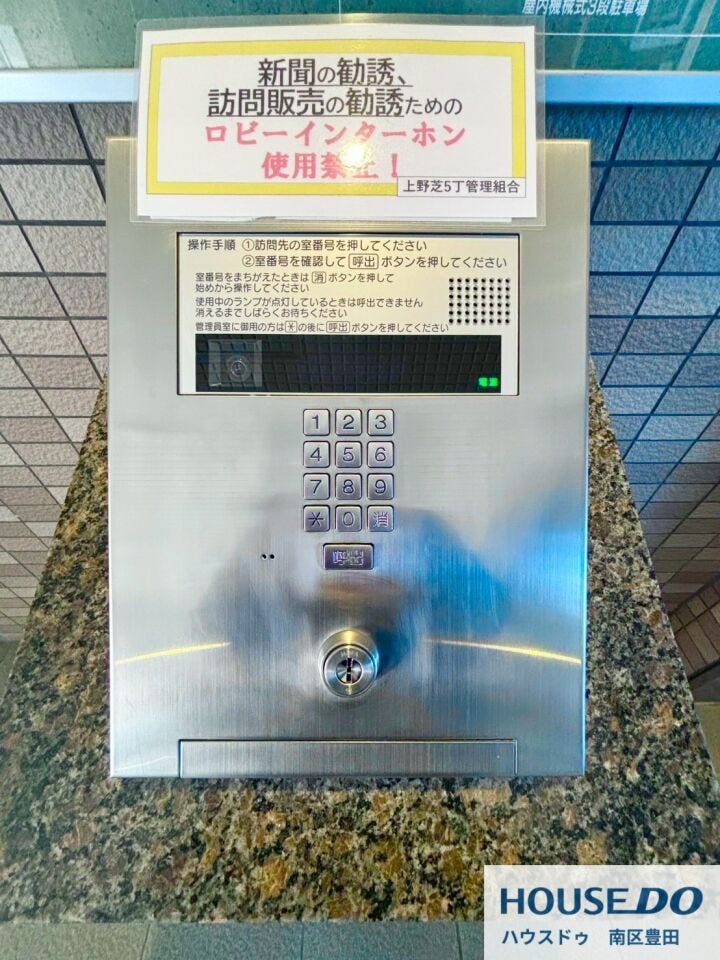 屋内機械式3段駐車場
新聞の勧誘、
訪問販売の勧誘ための
ロビーインターホン
使用禁止！
上野芝5丁管理組合
操作手順 ①訪問先の室番号を押してください
②室番号を確認して 呼出 ボタンを押してください
室番号をまちがえたときは 消 ボタンを押して
始めから操作してください
使用中のランプが点灯しているときは呼出できません
消えるまでしばらくお待ちください
管理員室に御用の方は * の後に 呼出 ボタンを押してください
電源
1 2 3
4 5 6
7 8 9
* 0 消
呼出
HOUSEDO
ハウスドゥ 南区豊田